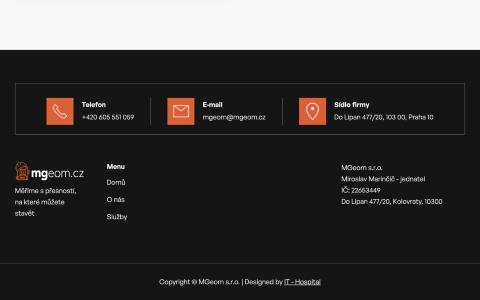 Telefon
+420 605 551 059
E-mail
mgeom@mgeom.cz
Sídlo firmy
Do Lipan 477/20, 103 00, Praha 10
mgeom.cz
Měříme s přesností,
na které můžete
stavět
Menu
Domů
O nás
Služby
MGeom s.r.o.
Miroslav Marinčič - jednatel
IČ: 22653449
Do Lipan 477/20, Kolovraty, 10300
Copyright © MGeom s.r.o. | Designed by IT - Hospital